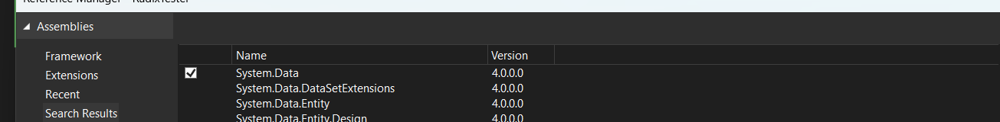 Reference Manager - RadixTester
Assemblies
Framework
Extensions
Recent
Search Results
Name Version
System.Data 4.0.0.0
System.Data.DataSetExtensions 4.0.0.0
System.Data.Entity 4.0.0.0
System.Data.Entity.Design 4.0.0.0